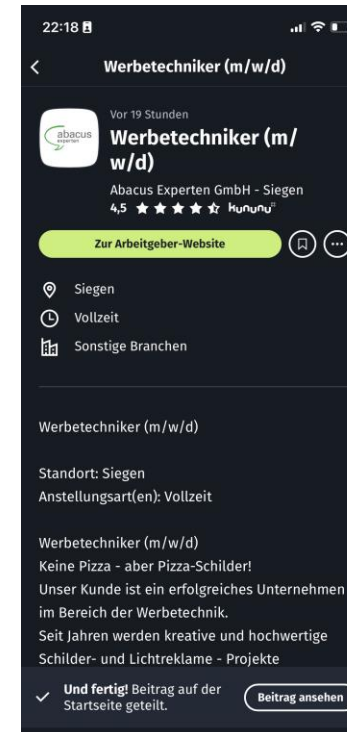 22:18
Werbetechniker (m/w/d)
Vor 19 Stunden
abacus
experten
Werbetechniker (m/
w/d)
Abacus Experten GmbH - Siegen
4,5 kununu
Zur Arbeitgeber-Website
Siegen
Vollzeit
Sonstige Branchen
Werbetechniker (m/w/d)
Standort: Siegen
Anstellungsart(en): Vollzeit
Werbetechniker (m/w/d)
Keine Pizza - aber Pizza-Schilder!
Unser Kunde ist ein erfolgreiches Unternehmen
im Bereich der Werbetechnik.
Seit Jahren werden kreative und hochwertige
Schilder- und Lichtreklame - Projekte
Und fertig! Beitrag auf der
Startseite geteilt.
Beitrag ansehen